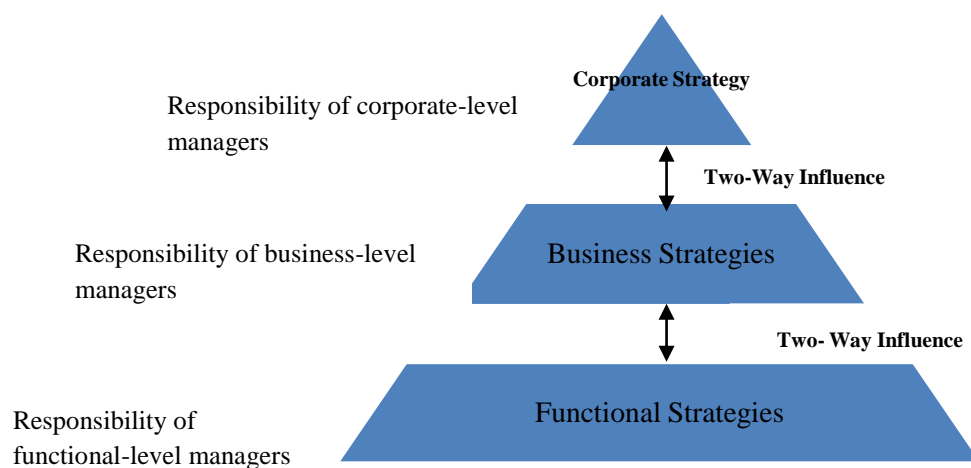 Corporate Strategy
Responsibility of corporate-level
managers
Two-Way Influence
Business Strategies
Responsibility of business-level
managers
Two- Way Influence
Functional Strategies
Responsibility of
functional-level managers